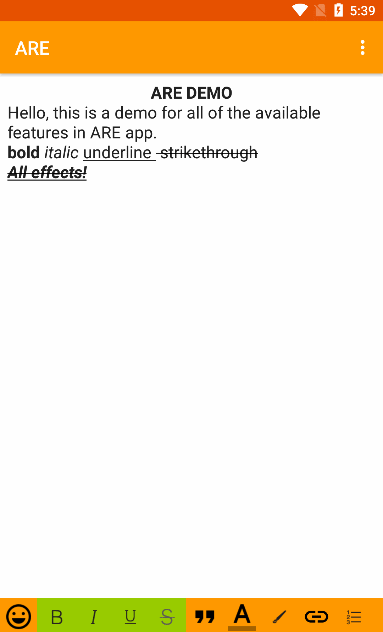 5:39
ARE
ARE DEMO
Hello, this is a demo for all of the available
features in ARE app.
bold italic underline strikethrough
All effects!
B I U S A